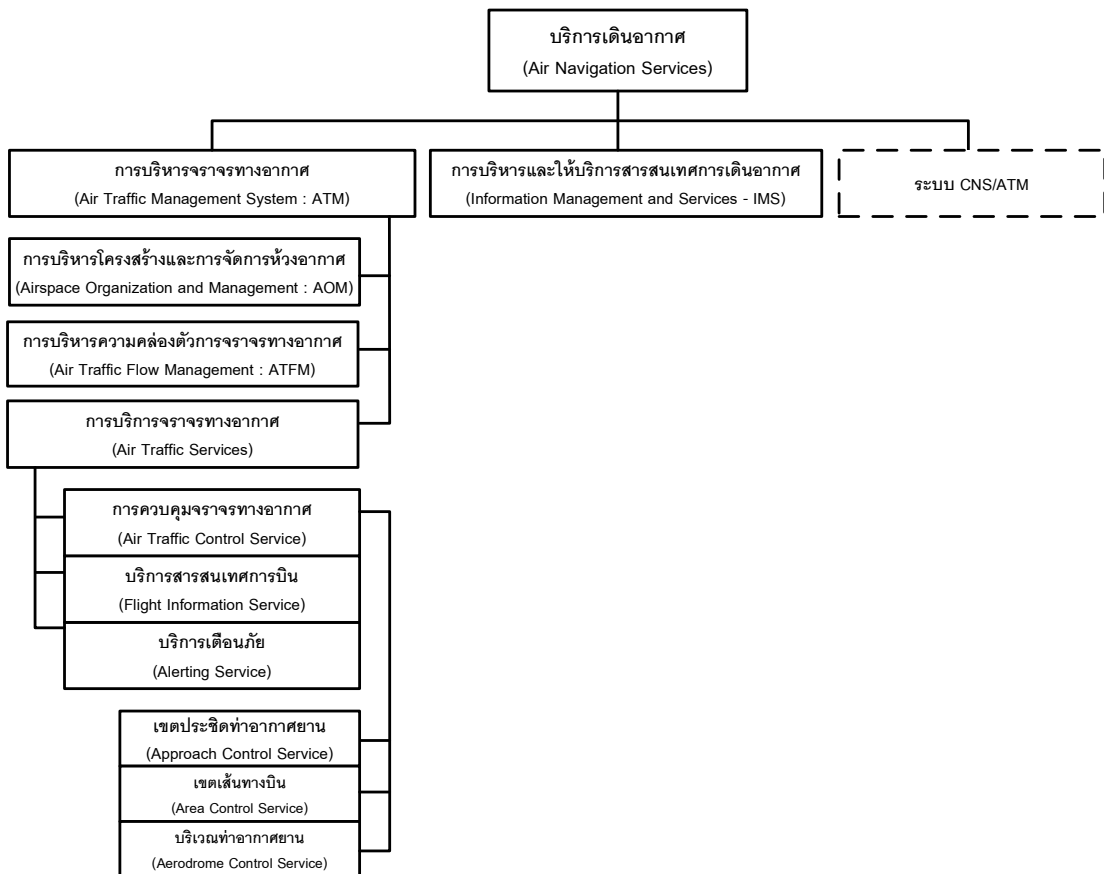 บริการเดินอากาศ
(Air Navigation Services)
การบริหารจราจรทางอากาศ
(Air Traffic Management System : ATM)
การบริหารและให้บริการสารสนเทศการเดินอากาศ
(Information Management and Services - IMS)
ระบบ CNS/ATM
การบริหารโครงสร้างและการจัดการห้วงอากาศ
(Airspace Organization and Management : AOM)
การบริหารความคล่องตัวการจราจรทางอากาศ
(Air Traffic Flow Management : ATFM)
การบริการจราจรทางอากาศ
(Air Traffic Services)
การควบคุมจราจรทางอากาศ
(Air Traffic Control Service)
บริการสารสนเทศการบิน
(Flight Information Service)
บริการเตือนภัย
(Alerting Service)
เขตประชิดท่าอากาศยาน
(Approach Control Service)
เขตเส้นทางบิน
(Area Control Service)
บริเวณท่าอากาศยาน
(Aerodrome Control Service)